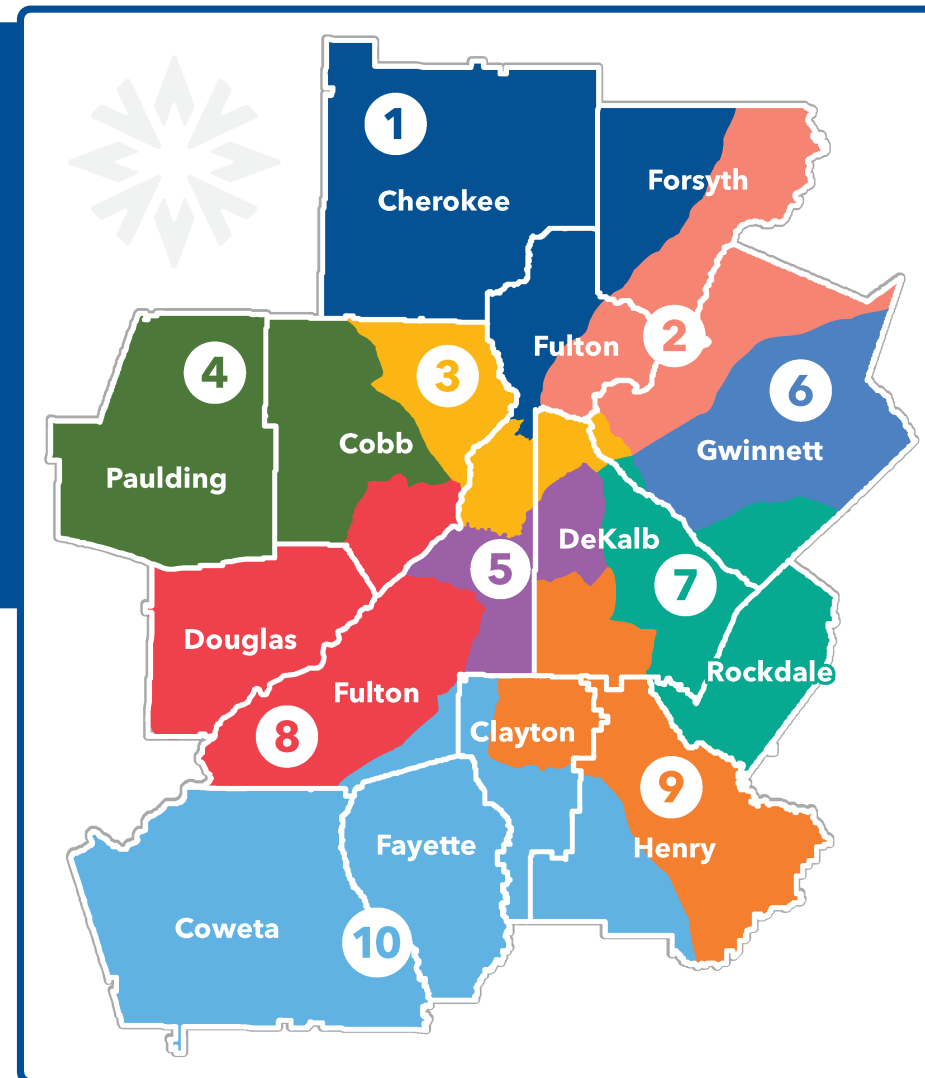 1
Cherokee
Forsyth
2
Fulton
4
3
6
Cobb
Gwinnett
Paulding
DeKalb
5
7
Douglas
Rockdale
Fulton
8
Clayton
9
Fayette
Henry
Coweta
10